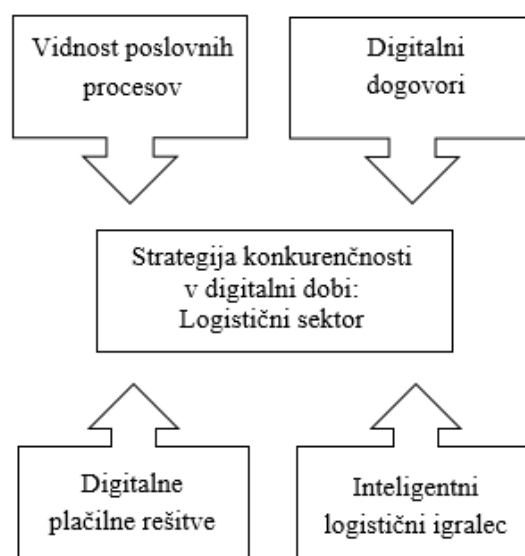 Vidnost poslovnih
procesov
Digitalni
dogovori
Strategija konkurenčnosti
v digitalni dobi:
Logistični sektor
Digitalne
plačilne rešitve
Inteligentni
logistični igralec